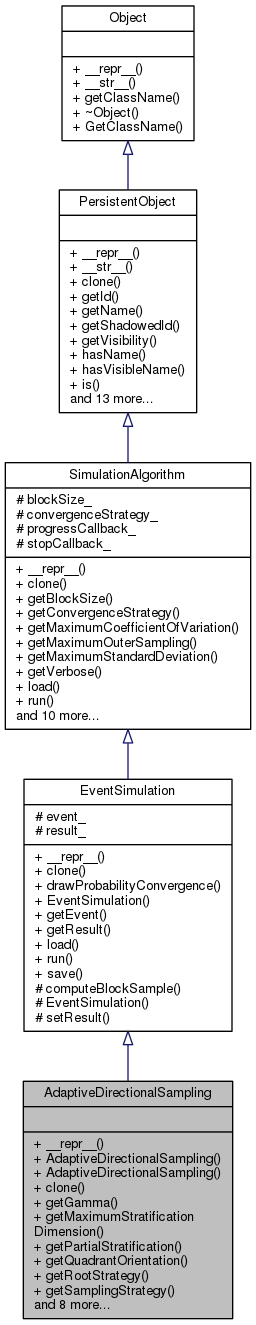 Object
+ __repr__()
+ __str__()
+ getClassName()
+ ~Object()
+ GetClassName()
PersistentObject
+ __repr__()
+ __str__()
+ clone()
+ getId()
+ getName()
+ getShadowedId()
+ getVisibility()
+ hasName()
+ hasVisibleName()
+ is()
and 13 more...
SimulationAlgorithm
# blockSize_
# convergenceStrategy_
# progressCallback_
# stopCallback_
+ __repr__()
+ clone()
+ getBlockSize()
+ getConvergenceStrategy()
+ getMaximumCoefficientOfVariation()
+ getMaximumOuterSampling()
+ getMaximumStandardDeviation()
+ getVerbose()
+ load()
+ run()
and 10 more...
EventSimulation
# event_
# result_
+ __repr__()
+ clone()
+ drawProbabilityConvergence()
+ EventSimulation()
+ getEvent()
+ getResult()
+ load()
+ run()
+ save()
# computeBlockSample()
# EventSimulation()
# setResult()
AdaptiveDirectionalSampling
+ __repr__()
+ AdaptiveDirectionalSampling()
+ AdaptiveDirectionalSampling()
+ clone()
+ getGamma()
+ getMaximumStratification
Dimension()
+ getPartialStratification()
+ getQuadrantOrientation()
+ getRootStrategy()
+ getSamplingStrategy()
and 8 more...